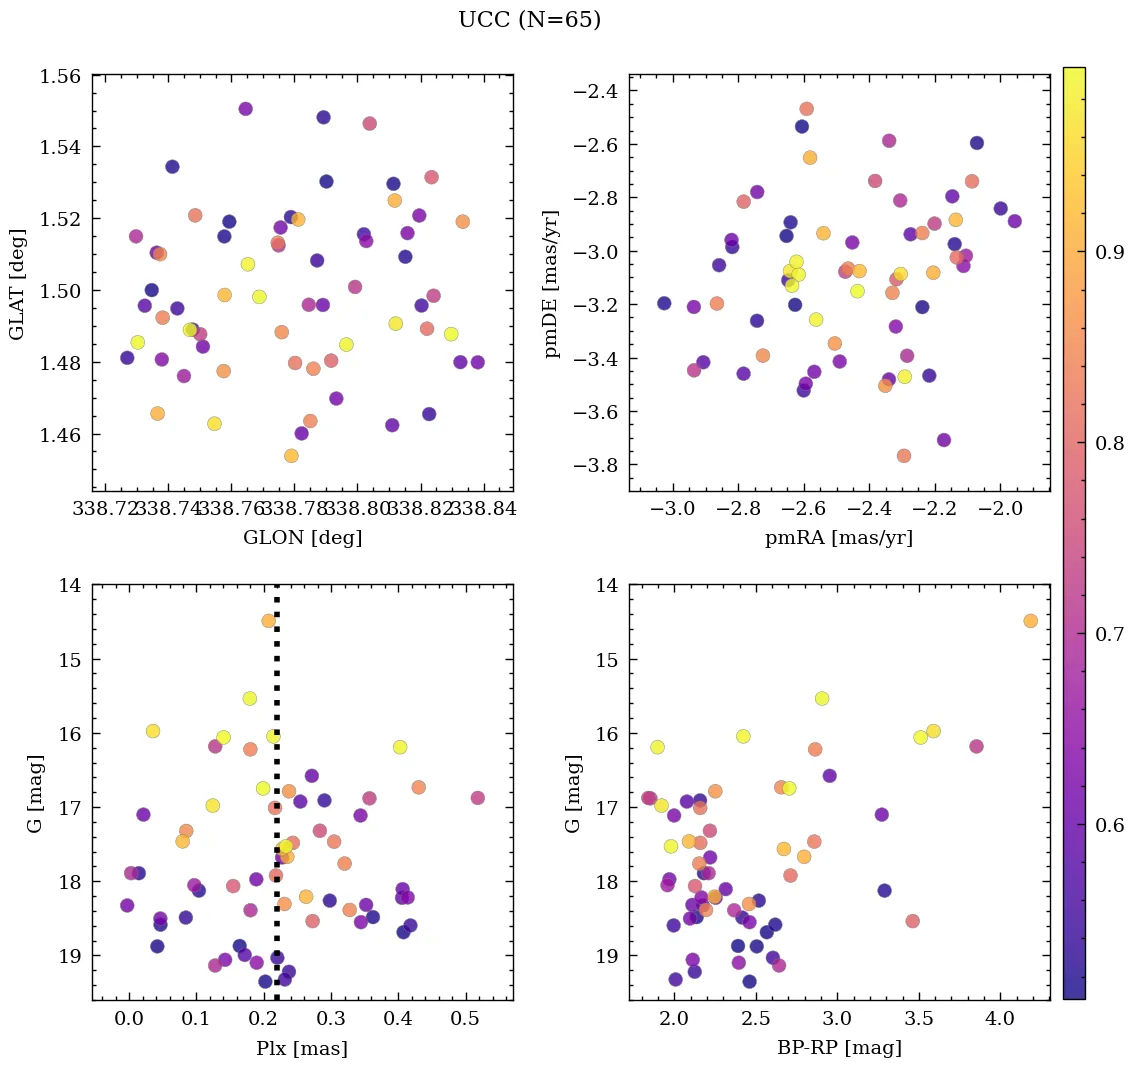 UCC (N=65)
1.56
1.54
1.52
1.50
1.48
1.46
GLAT [deg]
338.72 338.74 338.76 338.78 338.80 338.82 338.84
GLON [deg]
−2.4
−2.6
−2.8
−3.0
−3.2
−3.4
−3.6
−3.8
pmDE [mas/yr]
−3.0 −2.8 −2.6 −2.4 −2.2 −2.0
pmRA [mas/yr]
0.9
0.8
0.7
0.6
14
15
16
17
18
19
G [mag]
0.0 0.1 0.2 0.3 0.4 0.5
Plx [mas]
14
15
16
17
18
19
G [mag]
2.0 2.5 3.0 3.5 4.0
BP-RP [mag]